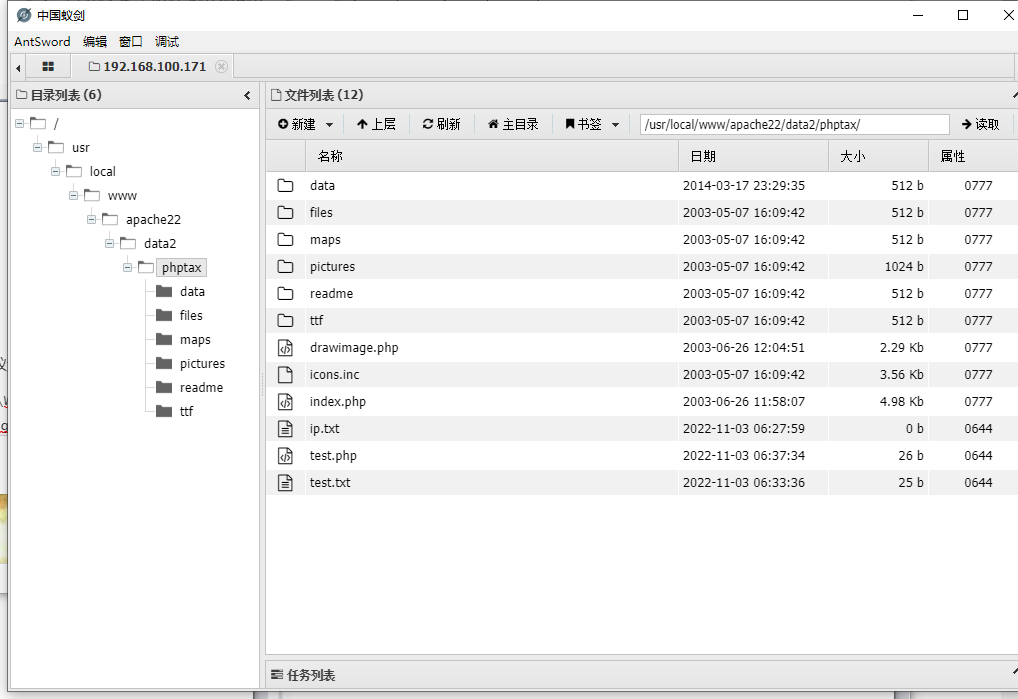 中国蚁剑
AntSword 编辑 窗口 调试
192.168.100.171
目录列表 (6)
/
usr
local
www
apache22
data2
phptax
data
files
maps
pictures
readme
ttf
文件列表 (12)
新建 上层 刷新 主目录 书签 /usr/local/www/apache22/data2/phptax/ 读取
名称 日期 大小 属性
data 2014-03-17 23:29:35 512 b 0777
files 2003-05-07 16:09:42 512 b 0777
maps 2003-05-07 16:09:42 512 b 0777
pictures 2003-05-07 16:09:42 1024 b 0777
readme 2003-05-07 16:09:42 512 b 0777
ttf 2003-05-07 16:09:42 512 b 0777
drawimage.php 2003-06-26 12:04:51 2.29 Kb 0777
icons.inc 2003-05-07 16:09:42 3.56 Kb 0777
index.php 2003-06-26 11:58:07 4.98 Kb 0777
ip.txt 2022-11-03 06:27:59 0 b 0644
test.php 2022-11-03 06:37:34 26 b 0644
test.txt 2022-11-03 06:33:36 25 b 0644
任务列表